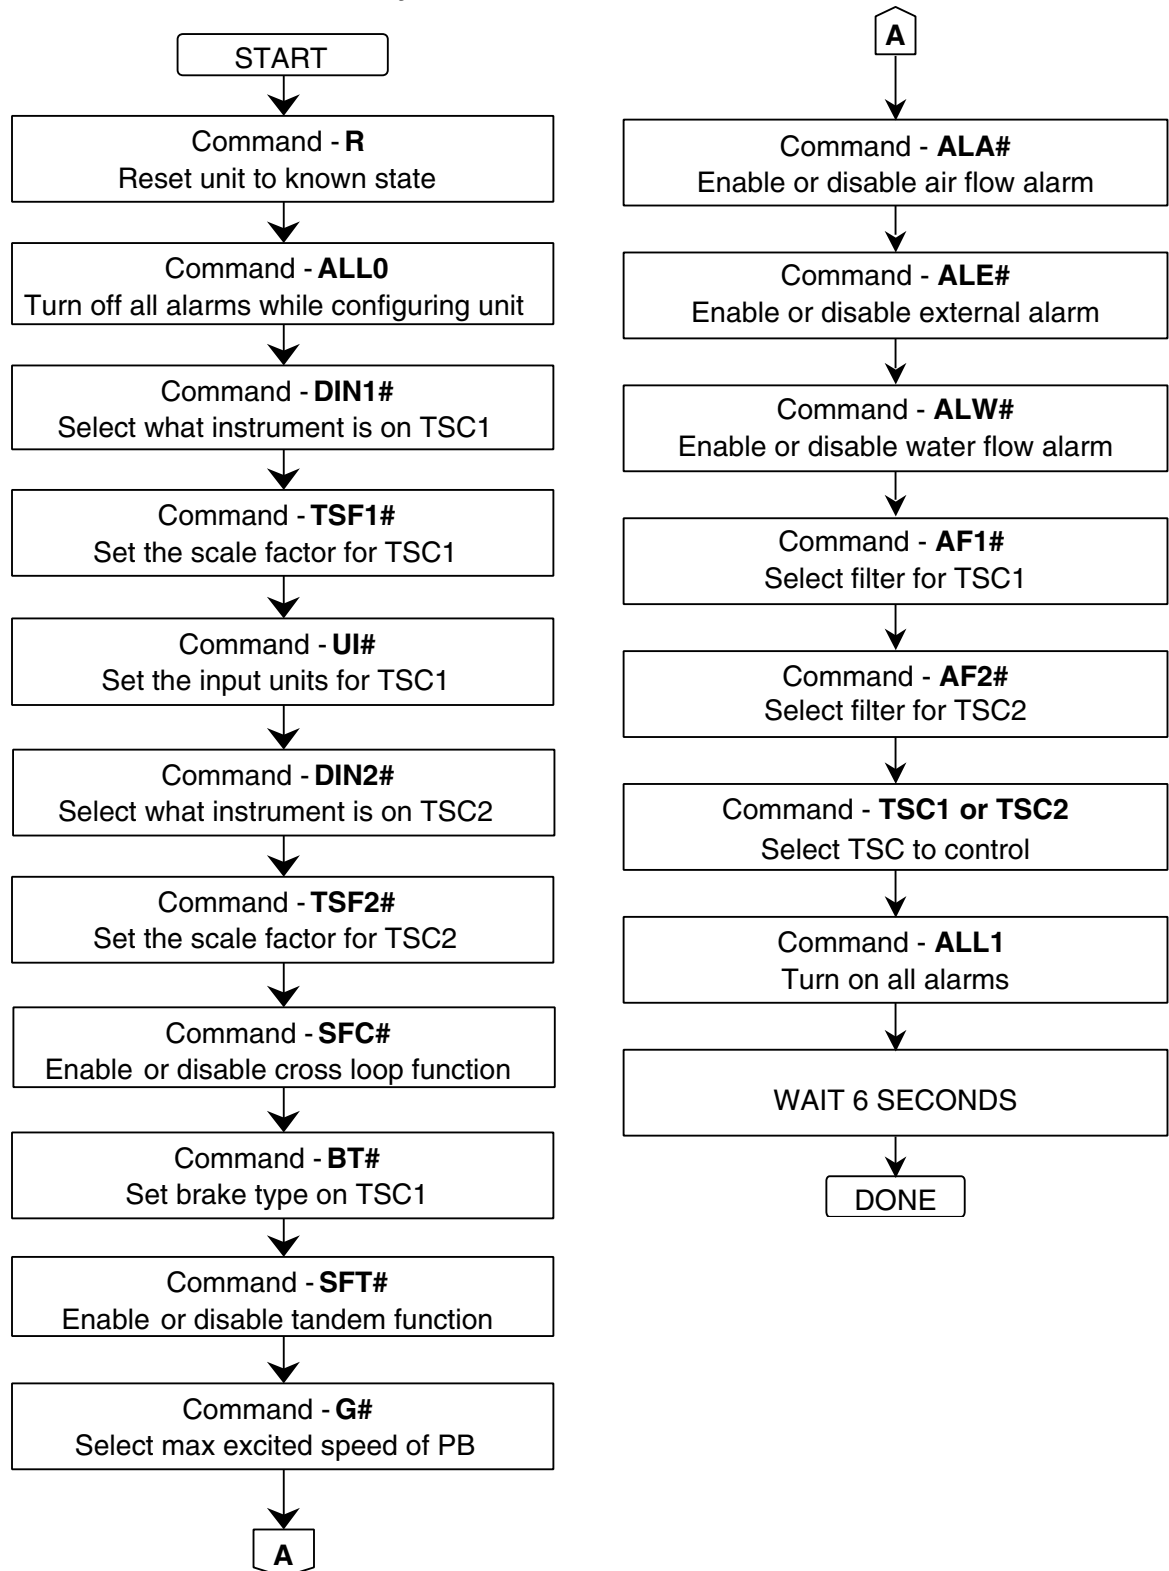 START
Command - R
Reset unit to known state
Command - ALL0
Turn off all alarms while configuring unit
Command - DIN1#
Select what instrument is on TSC1
Command - TSF1#
Set the scale factor for TSC1
Command - UI#
Set the input units for TSC1
Command - DIN2#
Select what instrument is on TSC2
Command - TSF2#
Set the scale factor for TSC2
Command - SFC#
Enable or disable cross loop function
Command - BT#
Set brake type on TSC1
Command - SFT#
Enable or disable tandem function
Command - G#
Select max excited speed of PB
A
A
Command - ALA#
Enable or disable air flow alarm
Command - ALE#
Enable or disable external alarm
Command - ALW#
Enable or disable water flow alarm
Command - AF1#
Select filter for TSC1
Command - AF2#
Select filter for TSC2
Command - TSC1 or TSC2
Select TSC to control
Command - ALL1
Turn on all alarms
WAIT 6 SECONDS
DONE